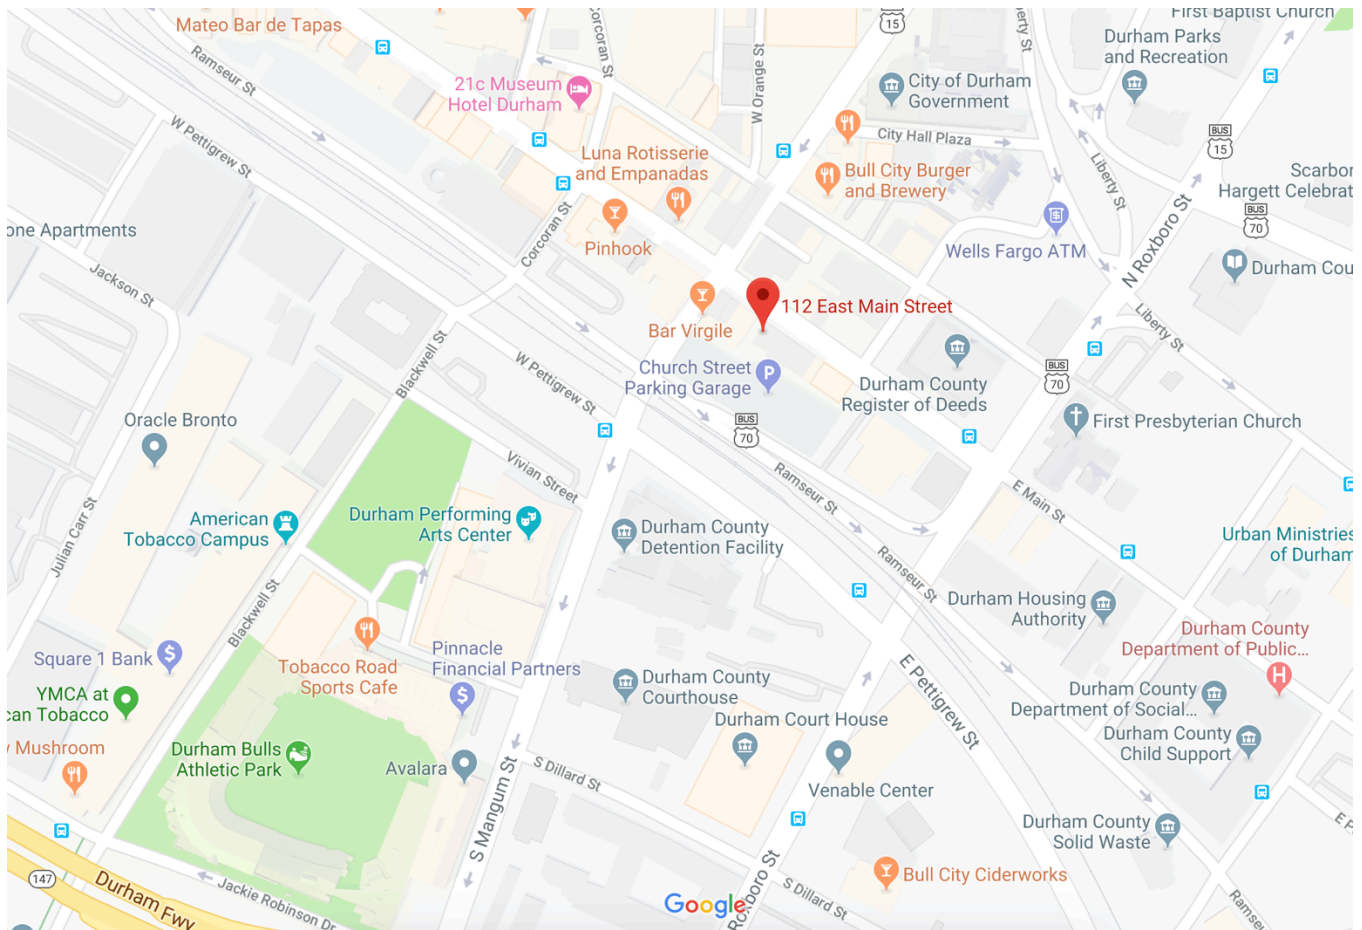 Mateo Bar de Tapas
Corcoran St
15
Liberty St
First Baptist Church
Durham Parks
and Recreation
Ramseur St
21c Museum
Hotel Durham
W Orange St
City of Durham
Government
W Pettigrew St
City Hall Plaza
BUS
15
Luna Rotisserie
and Empanadas
Bull City Burger
and Brewery
Liberty St
Scarbor
Hargett Celebrat
BUS
70
one Apartments
Corcoran St
Pinhook
Wells Fargo ATM
N Roxboro St
Durham Cou
Jackson St
112 East Main Street
Bar Virgile
Liberty St
Blackwell St
W Pettigrew St
Church Street
Parking Garage
Durham County
Register of Deeds
BUS
70
Oracle Bronto
BUS
70
First Presbyterian Church
Vivian Street
Ramseur St
E Main St
Julian Carr St
American
Tobacco Campus
Durham Performing
Arts Center
Durham County
Detention Facility
Urban Ministries
of Durham
Ramseur St
Blackwell St
Durham Housing
Authority
Square 1 Bank
Tobacco Road
Sports Cafe
Pinnacle
Financial Partners
Durham County
Department of Public...
YMCA at
can Tobacco
Durham County
Courthouse
E Pettigrew St
Durham County
Department of Social...
Durham Court House
Durham County
Child Support
y Mushroom
Durham Bulls
Athletic Park
Avalara
S Dillard St
Venable Center
S Mangum St
Durham County
Solid Waste
E P
147
Durham Fwy
Jackie Robinson Dr
Google
Roxboro St
S Dillard St
Bull City Ciderworks
Ramseu